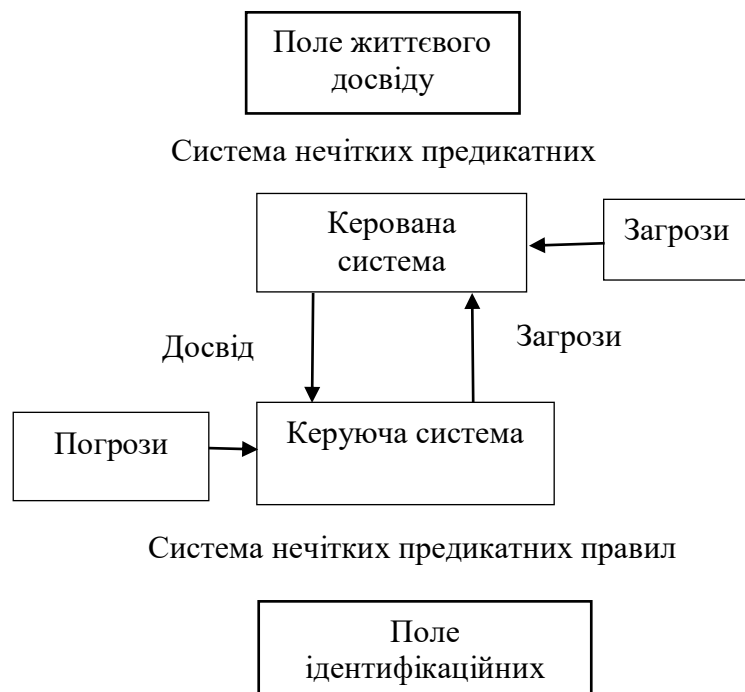 Поле життєвого
досвіду
Система нечітких предикатних
Керована
система
Загрози
Досвід
Загрози
Погрози
Керуюча система
Система нечітких предикатних правил
Поле
ідентифікаційних